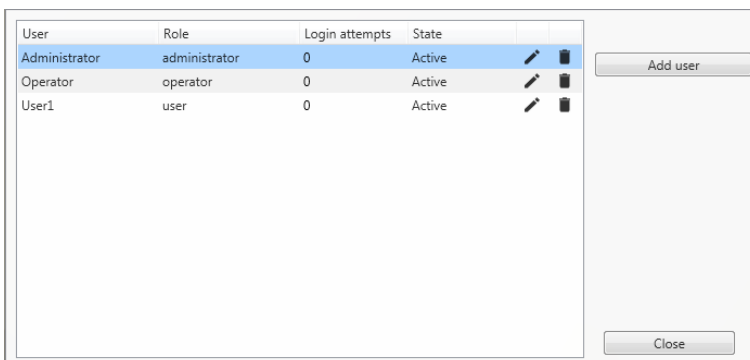 User Role Login attempts State
Administrator administrator 0 Active
Add user
Operator operator 0 Active
User1 user 0 Active
Close